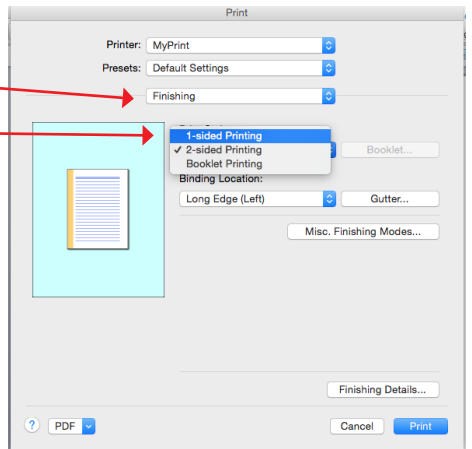 Print
Printer: MyPrint
Presets: Default Settings
Finishing
1-sided Printing
✓ 2-sided Printing Booklet...
Booklet Printing
Binding Location:
Long Edge (Left) Gutter...
Misc. Finishing Modes...
Finishing Details...
? PDF Cancel Print